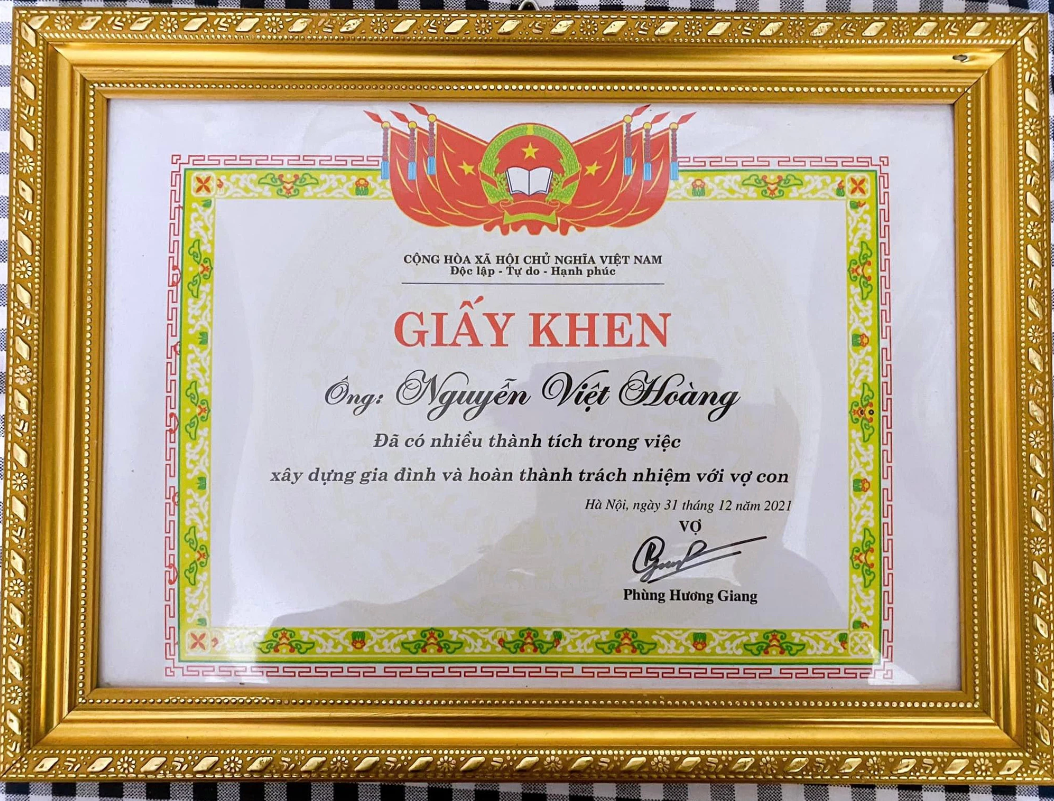 CỘNG HÒA XÃ HỘI CHỦ NGHĨA VIỆT NAM
Độc lập - Tự do - Hạnh phúc
GIẤY KHEN
Ông: Nguyễn Việt Hoàng
Đã có nhiều thành tích trong việc
xây dựng gia đình và hoàn thành trách nhiệm với vợ con
Hà Nội, ngày 31 tháng 12 năm 2021
VỢ
Phùng Hương Giang